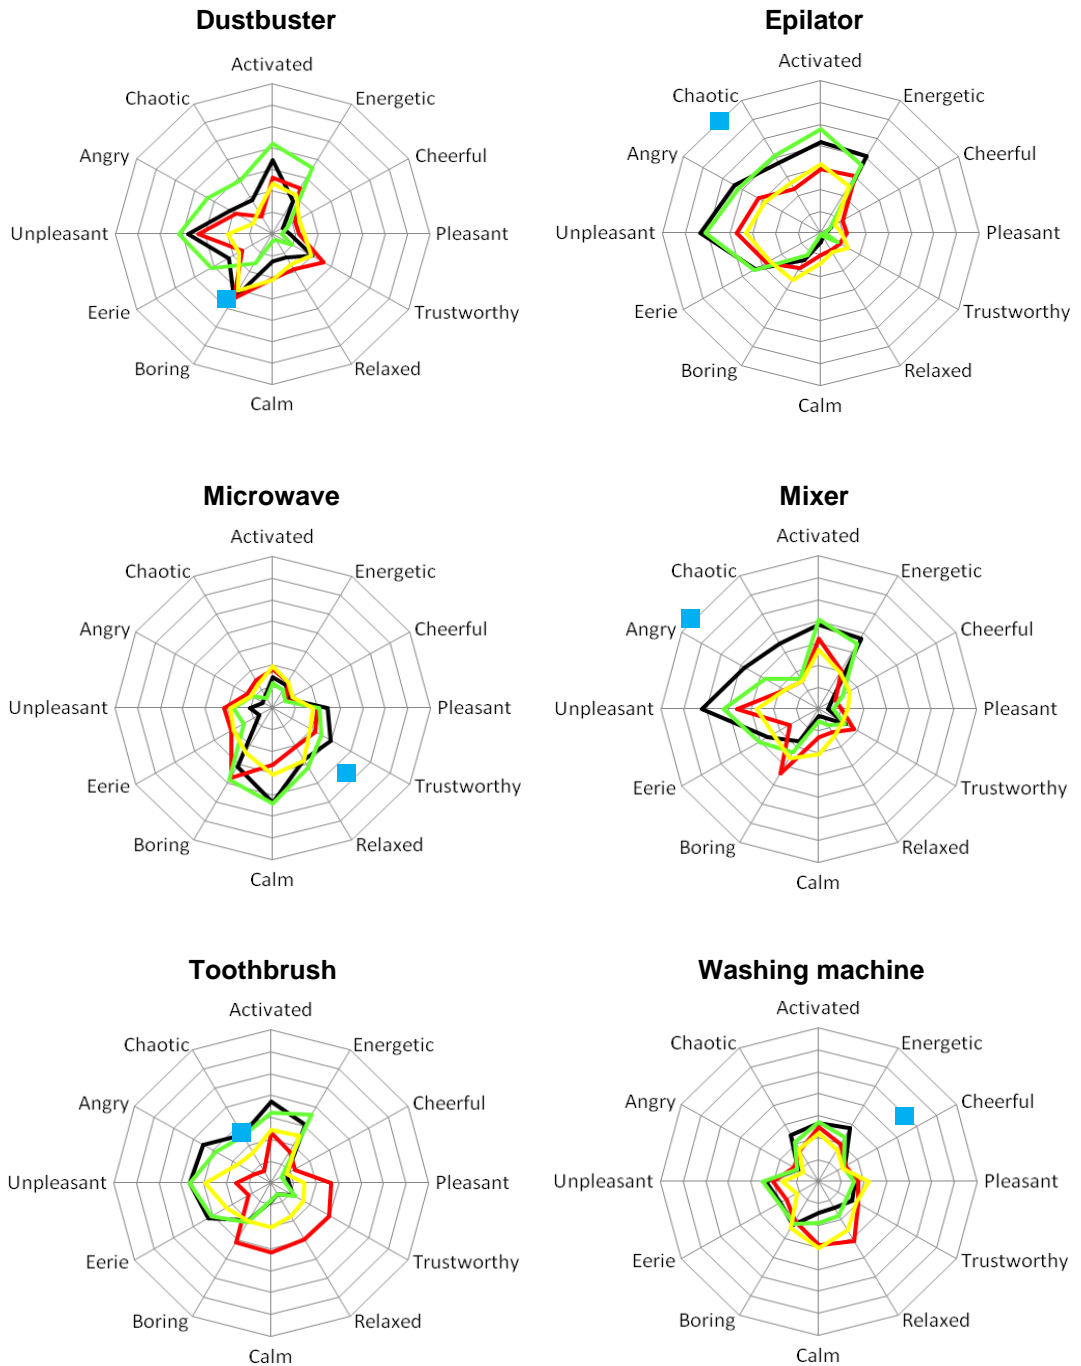 Dustbuster
Activated
Chaotic
Energetic
Angry
Cheerful
Unpleasant
Pleasant
Eerie
Trustworthy
Boring
Relaxed
Calm
Epilator
Activated
Chaotic
Energetic
Angry
Cheerful
Unpleasant
Pleasant
Eerie
Trustworthy
Boring
Relaxed
Calm
Microwave
Activated
Chaotic
Energetic
Angry
Cheerful
Unpleasant
Pleasant
Eerie
Trustworthy
Boring
Relaxed
Calm
Mixer
Activated
Chaotic
Energetic
Angry
Cheerful
Unpleasant
Pleasant
Eerie
Trustworthy
Boring
Relaxed
Calm
Toothbrush
Activated
Chaotic
Energetic
Angry
Cheerful
Unpleasant
Pleasant
Eerie
Trustworthy
Boring
Relaxed
Calm
Washing machine
Activated
Chaotic
Energetic
Angry
Cheerful
Unpleasant
Pleasant
Eerie
Trustworthy
Boring
Relaxed
Calm